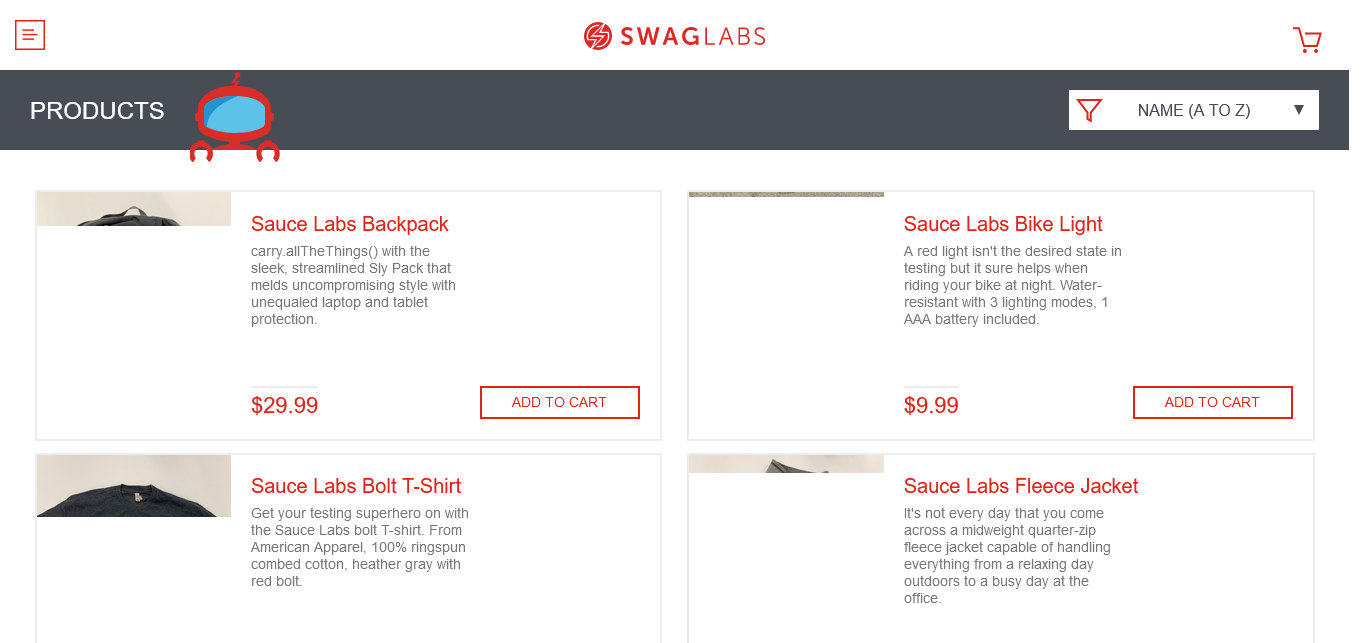 SWAGLABS
PRODUCTS
NAME (A TO Z)
Sauce Labs Backpack
carry.allTheThings() with the
sleek, streamlined Sly Pack that
melds uncompromising style with
unequaled laptop and tablet
protection.
$29.99
ADD TO CART
Sauce Labs Bike Light
A red light isn't the desired state in
testing but it sure helps when
riding your bike at night. Water-
resistant with 3 lighting modes, 1
AAA battery included.
$9.99
ADD TO CART
Sauce Labs Bolt T-Shirt
Get your testing superhero on with
the Sauce Labs bolt T-shirt. From
American Apparel, 100% ringspun
combed cotton, heather gray with
red bolt.
Sauce Labs Fleece Jacket
It's not every day that you come
across a midweight quarter-zip
fleece jacket capable of handling
everything from a relaxing day
outdoors to a busy day at the
office.